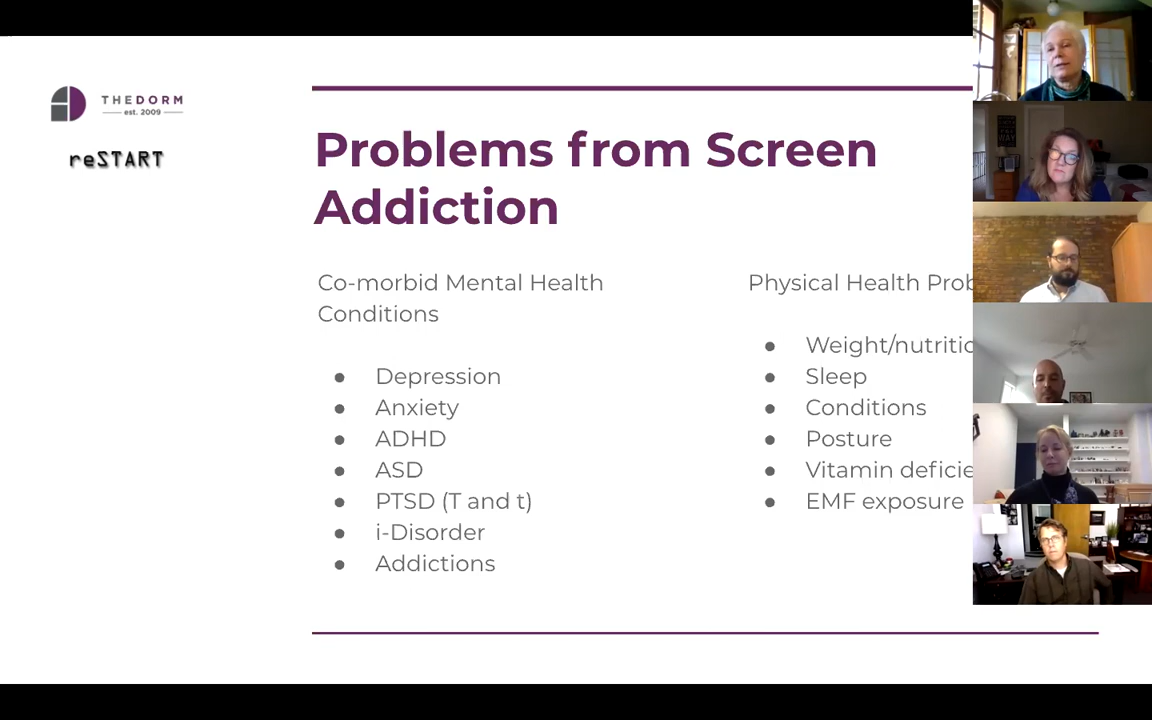 THEDORM
est. 2009
reSTART
Problems from Screen
Addiction
Co-morbid Mental Health
Conditions
● Depression
● Anxiety
● ADHD
● ASD
● PTSD (T and t)
● i-Disorder
● Addictions
Physical Health Prob
● Weight/nutritio
● Sleep
● Conditions
● Posture
● Vitamin deficie
● EMF exposure
WAY